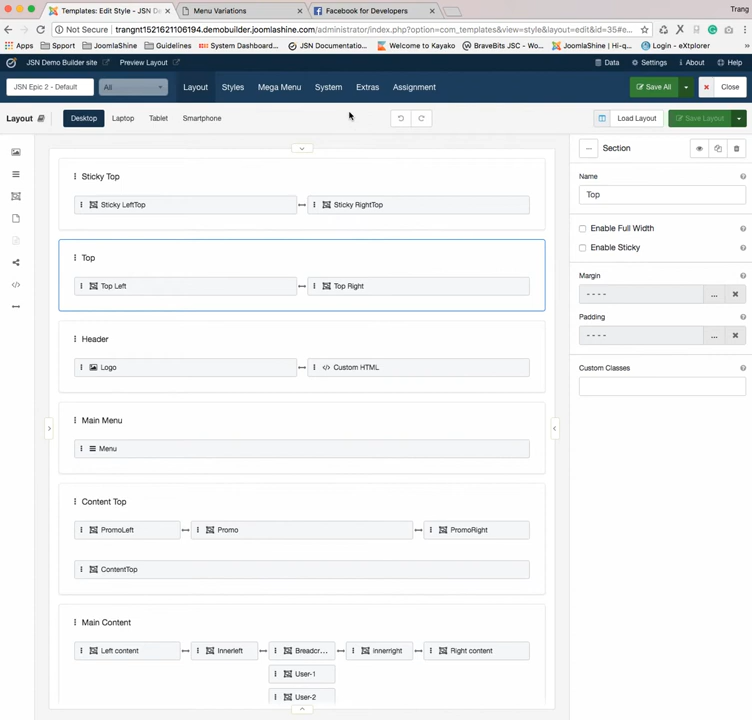 Trang
Templates: Edit Style - JSN De
Menu Variations
Facebook for Developers
Not Secure trangnt1521621106194.demobuilder.joomlashine.com/administrator/index.php?option=com_templates&view=style&layout=edit&id=35#e...
Apps Spport JoomlaShine Guidelines System Dashboard... JSN Documentatio... Welcome to Kayako BraveBits JSC - Wo... JoomlaShine | Hi-q... Login - eXtplorer
JSN Demo Builder site Preview Layout Data Settings About Help
JSN Epic 2 - Default All Layout Styles Mega Menu System Extras Assignment Save All Close
Layout Desktop Laptop Tablet Smartphone Load Layout Save Layout
Section
Sticky Top
Name
Sticky LeftTop Sticky RightTop
Top
Enable Full Width
Enable Sticky
Top
Margin
Top Left Top Right
- - - - ...
Padding
- - - - ...
Header
Logo Custom HTML
Custom Classes
Main Menu
Menu
Content Top
PromoLeft Promo PromoRight
ContentTop
Main Content
Left content Innerleft Breadcr... innerright Right content
User-1
User-2